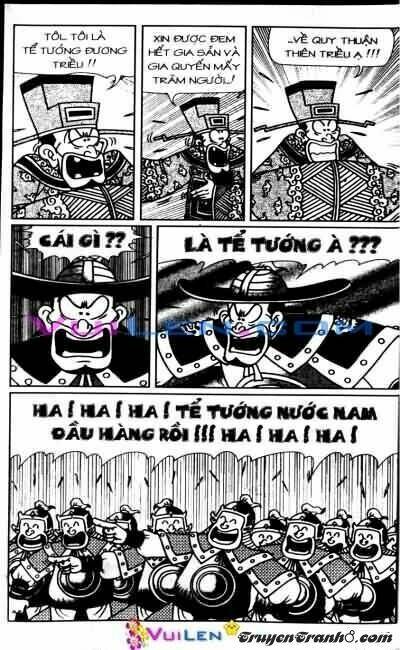 TÔI. TÔI LÀ
TỂ TƯỚNG ĐƯƠNG
TRIỀU !!
XIN ĐƯỢC ĐEM
HẾT GIA SẢN VÀ
GIA QUYẾN MẤY
TRĂM NGƯỜI..!
..VỀ QUY THUẬN
THIÊN TRIỀU Ạ !!!
CÁI GÌ ??
LÀ TỂ TƯỚNG À ???
VUILEN.COM
HA ! HA ! HA ! TỂ TƯỚNG NƯỚC NAM
ĐẦU HÀNG RỒI !!! HA ! HA ! HA !
VUILEN
TruyenTranh8.com